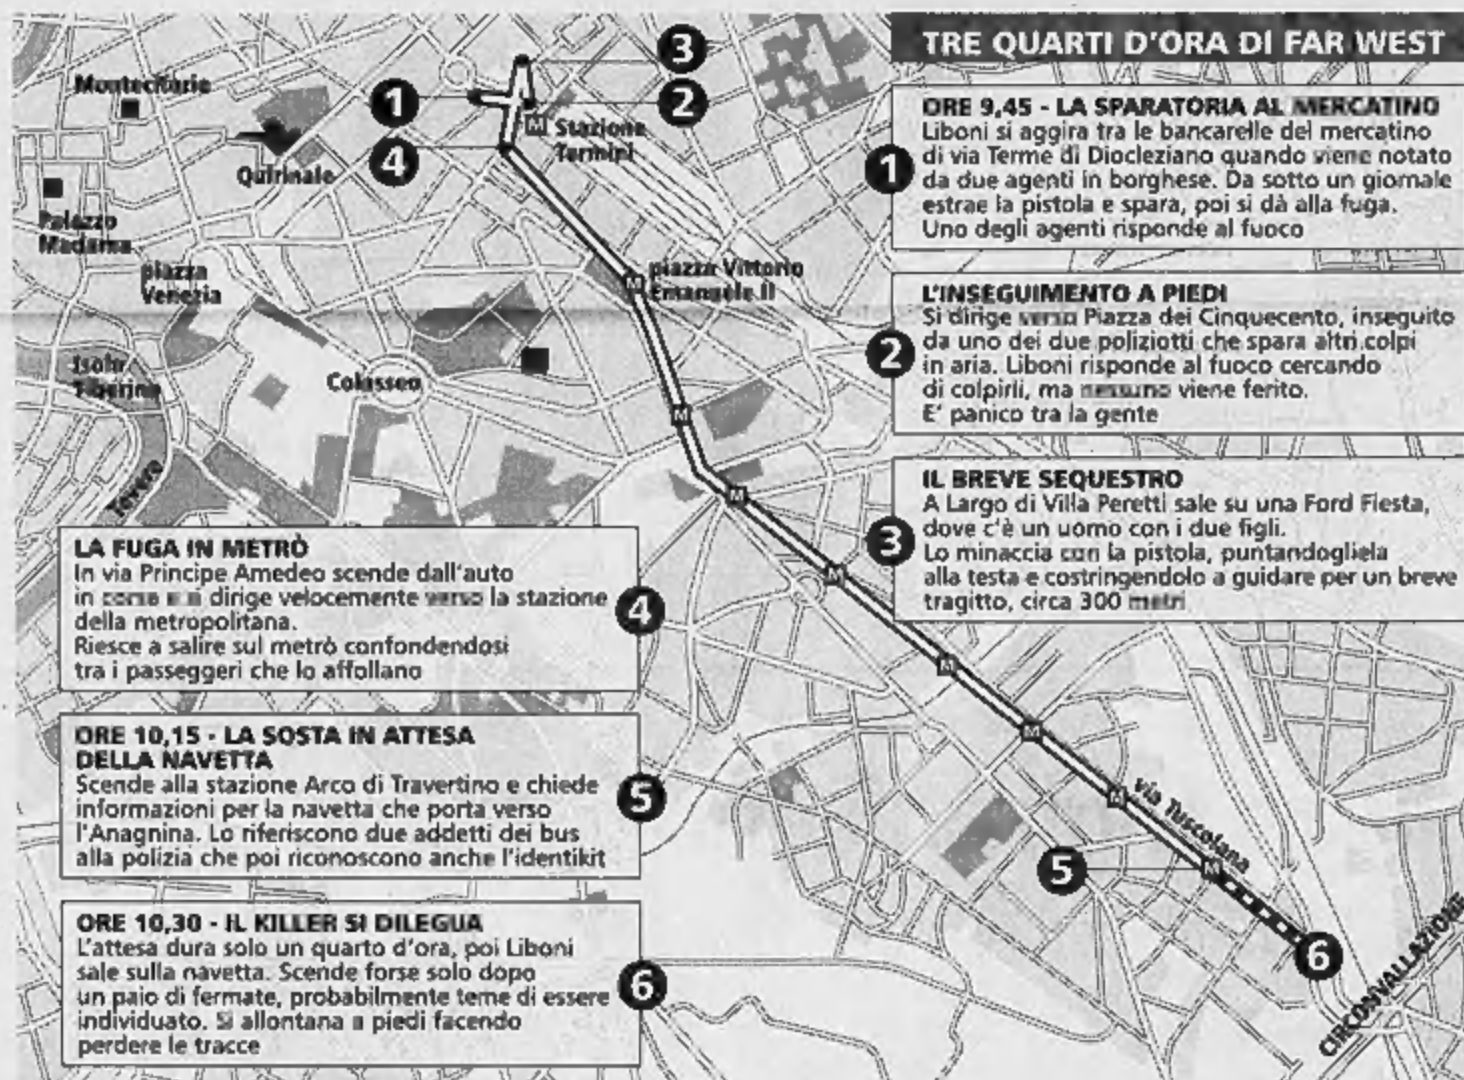 TRE QUARTI D'ORA DI FAR WEST
1
ORE 9,45 - LA SPARATORIA AL MERCATINO
Liboni si aggira tra le bancarelle del mercatino
di via Terme di Diocleziano quando viene notato
da due agenti in borghese. Da sotto un giornale
estrae la pistola e spara, poi si dà alla fuga.
Uno degli agenti risponde al fuoco
2
L'INSEGUIMENTO A PIEDI
Si dirige verso Piazza dei Cinquecento, inseguito
da uno dei due poliziotti che spara altri colpi
in aria. Liboni risponde al fuoco cercando
di colpirli, ma nessuno viene ferito.
E' panico tra la gente
3
IL BREVE SEQUESTRO
A Largo di Villa Peretti sale su una Ford Fiesta,
dove c'è un uomo con i due figli.
Lo minaccia con la pistola, puntandogliela
alla testa e costringendolo a guidare per un breve
tragitto, circa 300 metri
4
LA FUGA IN METRÒ
In via Principe Amedeo scende dall'auto
in corsa e si dirige velocemente verso la stazione
della metropolitana.
Riesce a salire sul metrò confondendosi
tra i passeggeri che lo affollano
5
ORE 10,15 - LA SOSTA IN ATTESA
DELLA NAVETTA
Scende alla stazione Arco di Travertino e chiede
informazioni per la navetta che porta verso
l'Anagnina. Lo riferiscono due addetti dei bus
alla polizia che poi riconoscono anche l'identikit
6
ORE 10,30 - IL KILLER SI DILEGUA
L'attesa dura solo un quarto d'ora, poi Liboni
sale sulla navetta. Scende forse solo dopo
un paio di fermate, probabilmente teme di essere
individuato. Si allontana a piedi facendo
perdere le tracce
Montecitorio
Quirinale
Palazzo
Madama
piazza
Venezia
Isola
Tiberina
Tevere
Colosseo
1
2
3
4
M Stazione
Termini
M
piazza Vittorio
Emanuele II
M
M
M
M
M
M
M
via Tuscolana
5
6
CIRCONVALLAZIONE